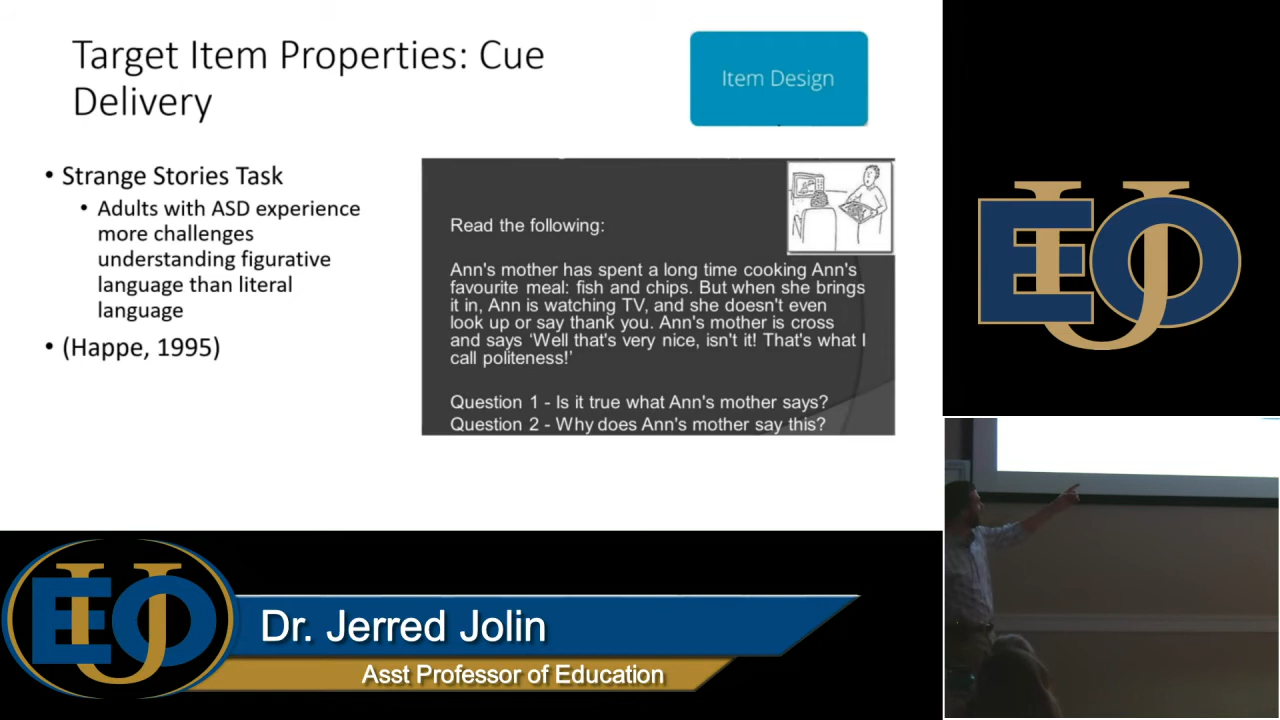 Target Item Properties: Cue
Delivery
Item Design
• Strange Stories Task
• Adults with ASD experience
more challenges
understanding figurative
language than literal
language
• (Happe, 1995)
Read the following:
Ann's mother has spent a long time cooking Ann's
favourite meal: fish and chips. But when she brings
it in, Ann is watching TV, and she doesn't even
look up or say thank you. Ann's mother is cross
and says 'Well that's very nice, isn't it! That's what I
call politeness!'
Question 1 - Is it true what Ann's mother says?
Question 2 - Why does Ann's mother say this?
EOU
EOU
Dr. Jerred Jolin
Asst Professor of Education